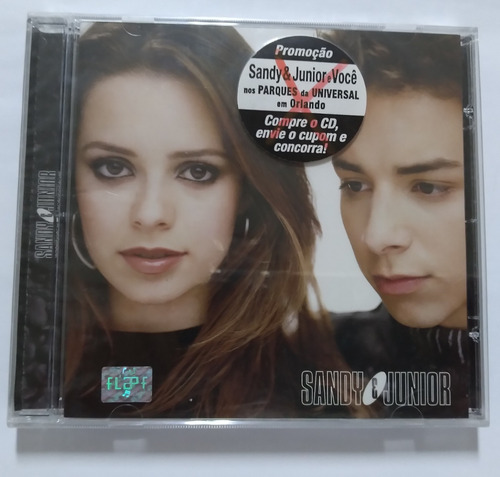 Promoção
Sandy & Junior e Você
nos PARQUES da UNIVERSAL
em Orlando
Compre o CD,
envie o cupom e
concorra!
SANDY & JUNIOR
SANDY & JUNIOR